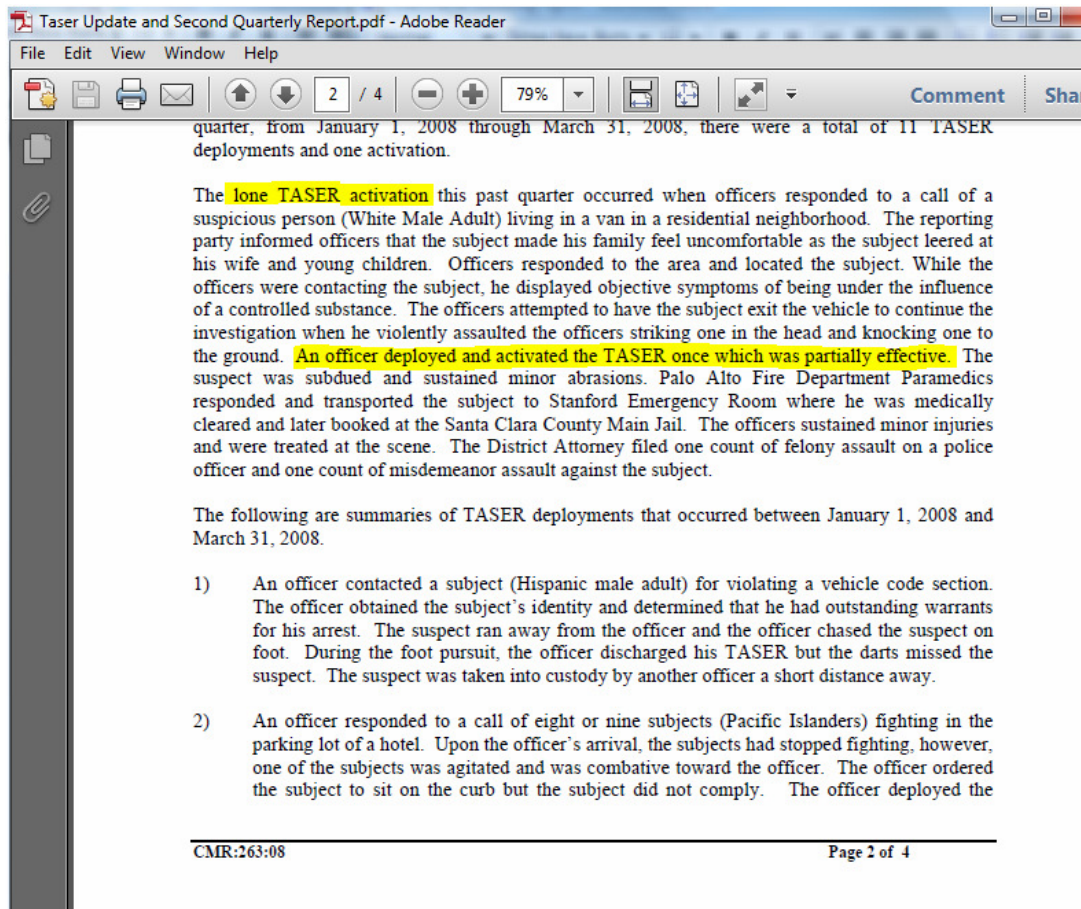 Taser Update and Second Quarterly Report.pdf - Adobe Reader
File Edit View Window Help
2 / 4 79% Comment Shar
quarter, from January 1, 2008 through March 31, 2008, there were a total of 11 TASER
deployments and one activation.
The lone TASER activation this past quarter occurred when officers responded to a call of a
suspicious person (White Male Adult) living in a van in a residential neighborhood. The reporting
party informed officers that the subject made his family feel uncomfortable as the subject leered at
his wife and young children. Officers responded to the area and located the subject. While the
officers were contacting the subject, he displayed objective symptoms of being under the influence
of a controlled substance. The officers attempted to have the subject exit the vehicle to continue the
investigation when he violently assaulted the officers striking one in the head and knocking one to
the ground. An officer deployed and activated the TASER once which was partially effective. The
suspect was subdued and sustained minor abrasions. Palo Alto Fire Department Paramedics
responded and transported the subject to Stanford Emergency Room where he was medically
cleared and later booked at the Santa Clara County Main Jail. The officers sustained minor injuries
and were treated at the scene. The District Attorney filed one count of felony assault on a police
officer and one count of misdemeanor assault against the subject.
The following are summaries of TASER deployments that occurred between January 1, 2008 and
March 31, 2008.
1) An officer contacted a subject (Hispanic male adult) for violating a vehicle code section.
The officer obtained the subject's identity and determined that he had outstanding warrants
for his arrest. The suspect ran away from the officer and the officer chased the suspect on
foot. During the foot pursuit, the officer discharged his TASER but the darts missed the
suspect. The suspect was taken into custody by another officer a short distance away.
2) An officer responded to a call of eight or nine subjects (Pacific Islanders) fighting in the
parking lot of a hotel. Upon the officer's arrival, the subjects had stopped fighting, however,
one of the subjects was agitated and was combative toward the officer. The officer ordered
the subject to sit on the curb but the subject did not comply. The officer deployed the
CMR:263:08 Page 2 of 4